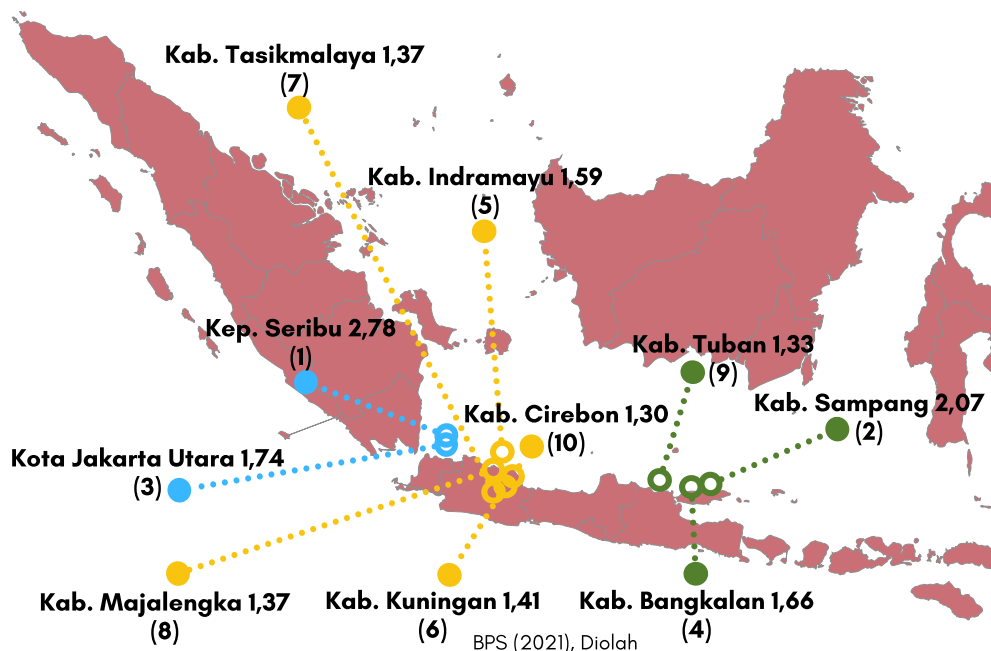 Kab. Tasikmalaya 1,37
(7)
Kab. Indramayu 1,59
(5)
Kep. Seribu 2,78
(1)
Kab. Tuban 1,33
(9)
Kab. Cirebon 1,30
(10)
Kab. Sampang 2,07
(2)
Kota Jakarta Utara 1,74
(3)
Kab. Majalengka 1,37
(8)
Kab. Kuningan 1,41
(6)
Kab. Bangkalan 1,66
(4)
BPS (2021), Diolah